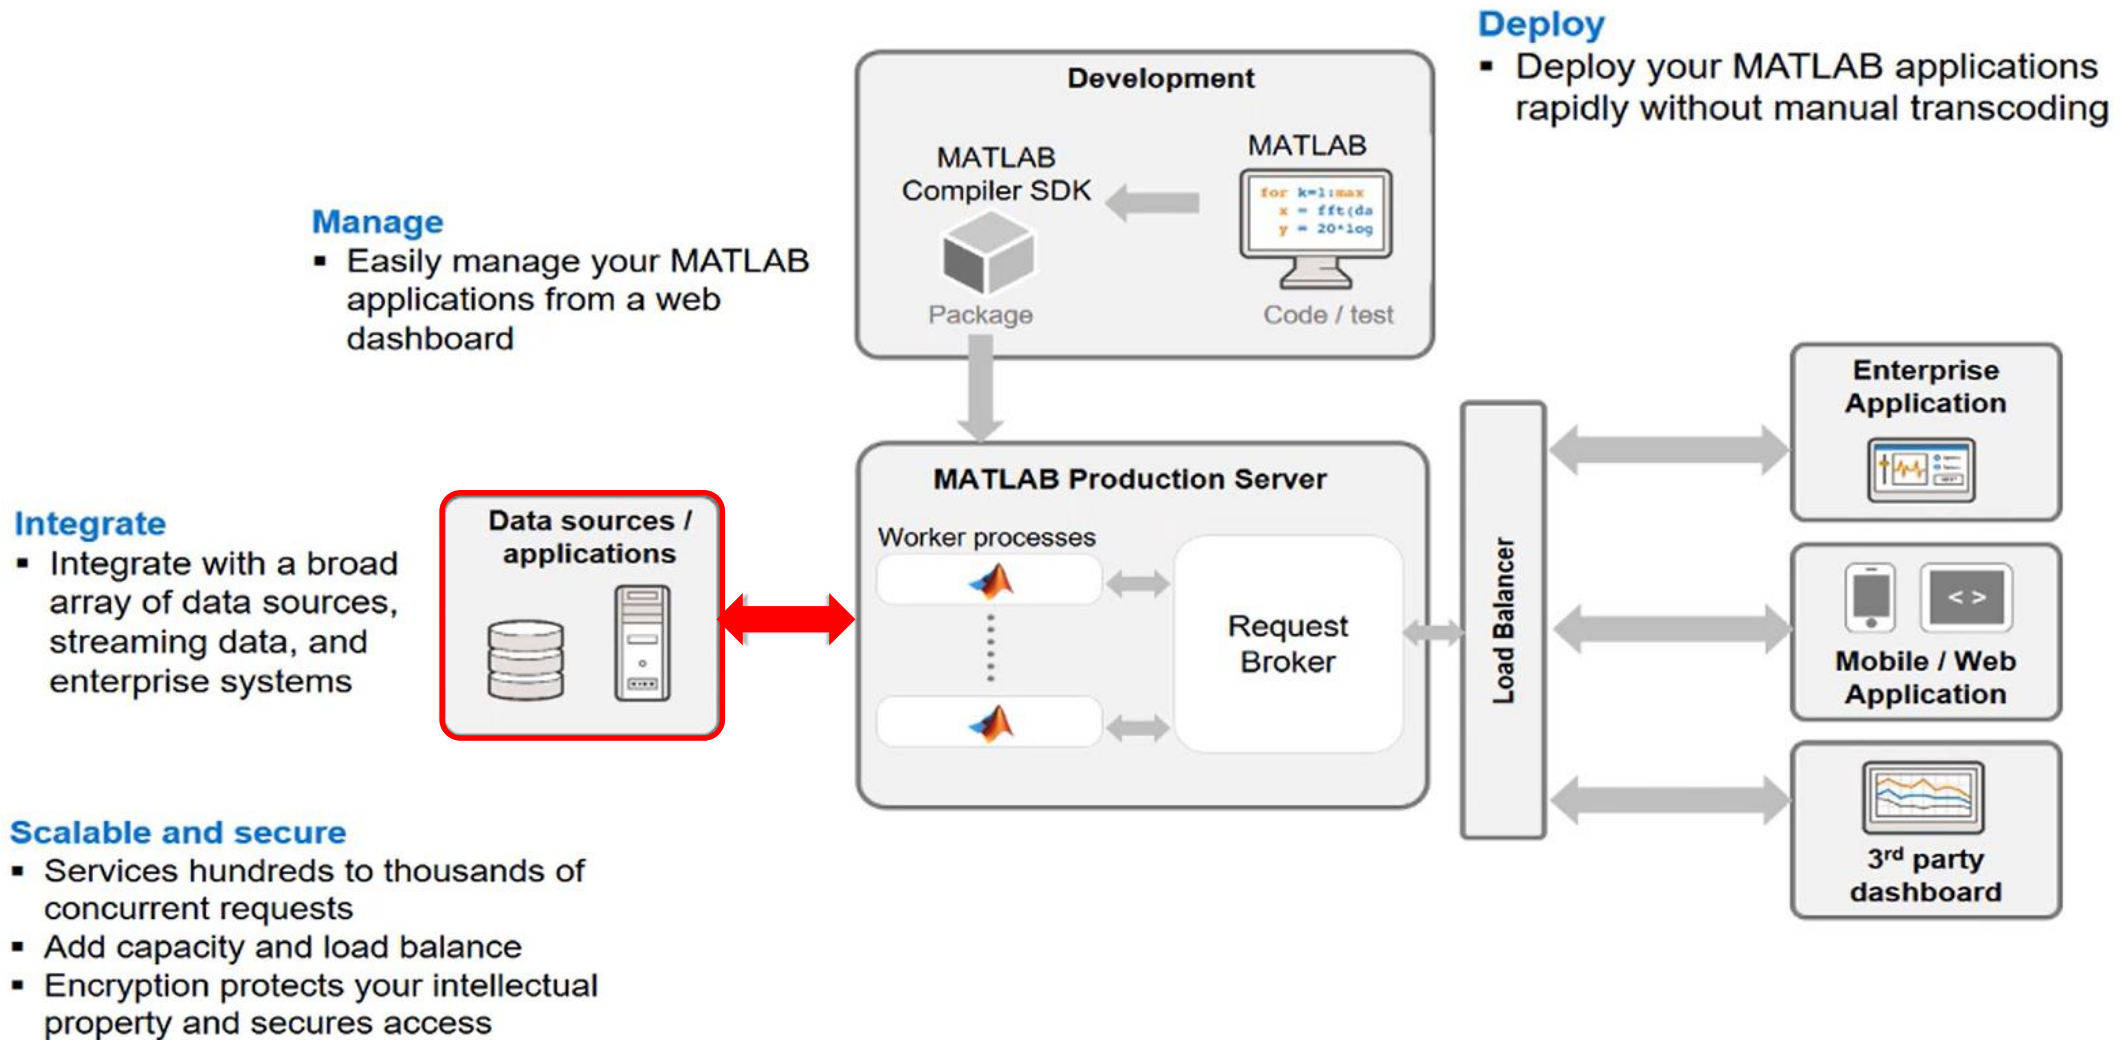 Deploy
▪ Deploy your MATLAB applications
rapidly without manual transcoding
Development
MATLAB
Compiler SDK
Package
MATLAB
for k=1:max
x = fft(da
y = 20*log
Code / test
Manage
▪ Easily manage your MATLAB
applications from a web
dashboard
Integrate
▪ Integrate with a broad
array of data sources,
streaming data, and
enterprise systems
Data sources /
applications
MATLAB Production Server
Worker processes
Request
Broker
Load Balancer
Enterprise
Application
< >
Mobile / Web
Application
3rd party
dashboard
Scalable and secure
▪ Services hundreds to thousands of
concurrent requests
▪ Add capacity and load balance
▪ Encryption protects your intellectual
property and secures access